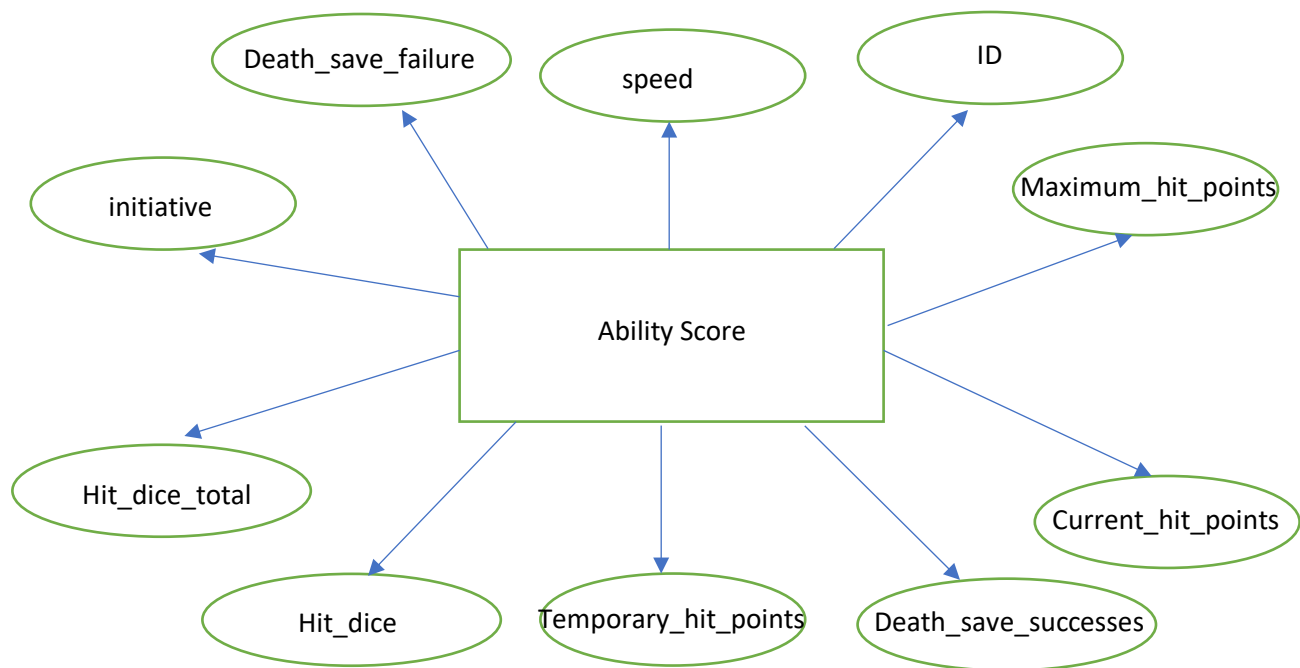 Death_save_failure
speed
ID
Maximum_hit_points
initiative
Ability Score
Hit_dice_total
Current_hit_points
Hit_dice
Temporary_hit_points
Death_save_successes